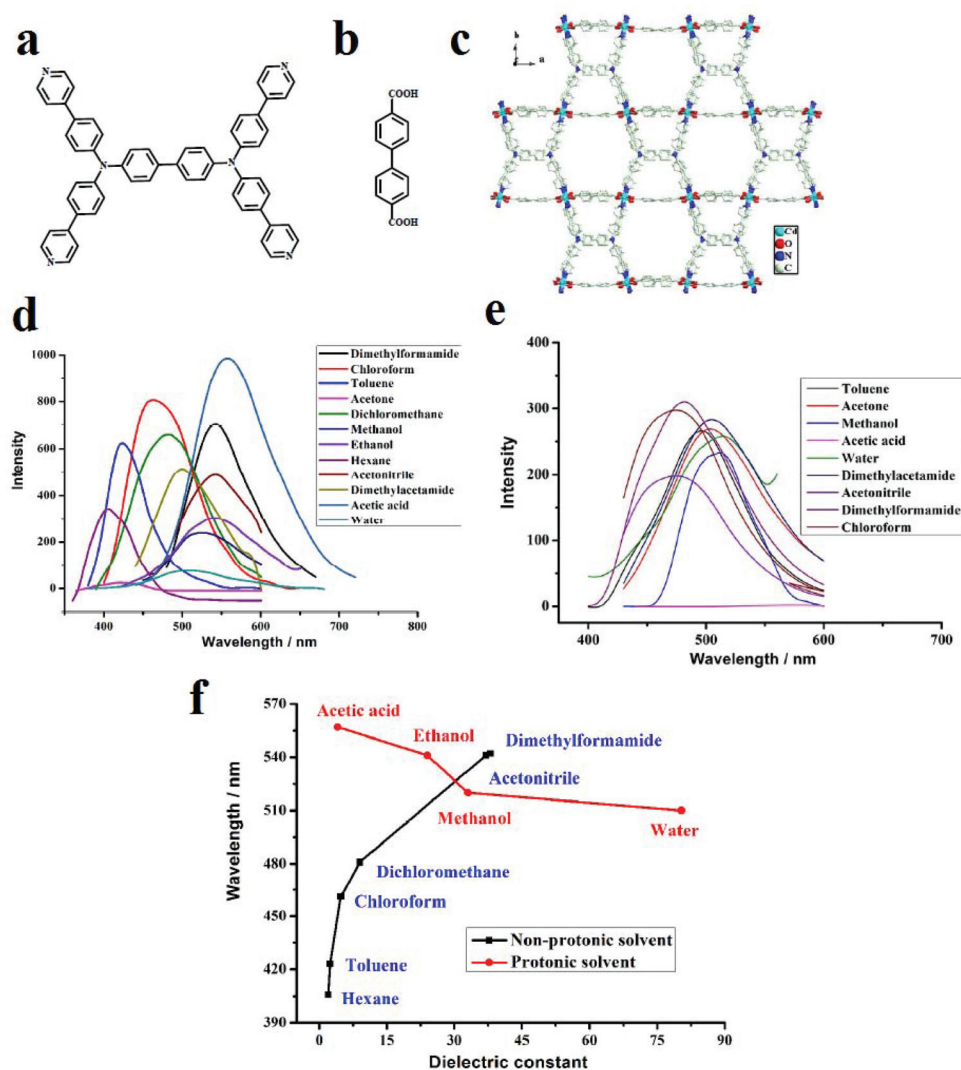 a
b
c
N
N
N
N
N
N
COOH
COOH
b
a
Cd
O
N
C
d
Intensity
1000
800
600
400
200
0
400
500
600
700
800
Wavelength / nm
Dimethylformamide
Chloroform
Toluene
Acetone
Dichloromethane
Methanol
Ethanol
Hexane
Acetonitrile
Dimethylacetamide
Acetic acid
Water
e
Intensity
400
300
200
100
0
400
500
600
700
Wavelength / nm
Toluene
Acetone
Methanol
Acetic acid
Water
Dimethylacetamide
Acetonitrile
Dimethylformamide
Chloroform
f
Wavelength / nm
570
540
510
480
450
420
390
0
15
30
45
60
75
90
Dielectric constant
Acetic acid
Ethanol
Dimethylformamide
Acetonitrile
Methanol
Water
Dichloromethane
Chloroform
Toluene
Hexane
Non-protonic solvent
Protonic solvent